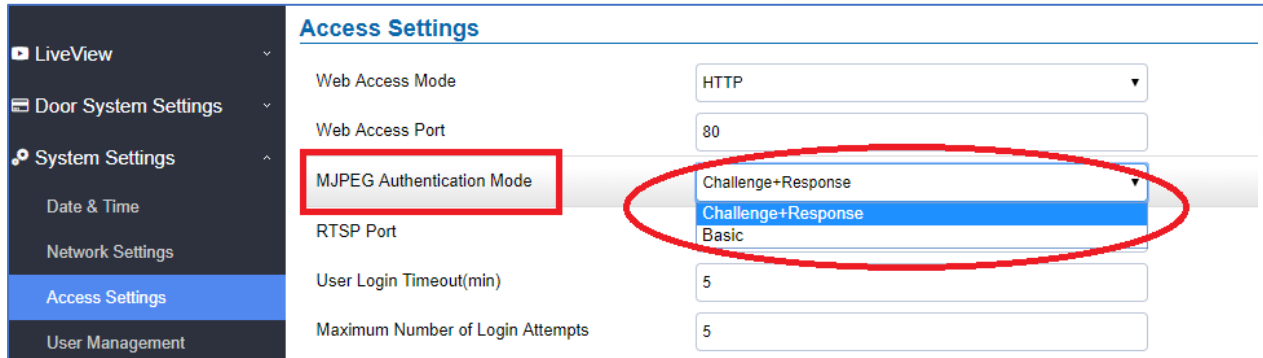 Access Settings
LiveView
Door System Settings
System Settings
Date & Time
Network Settings
Access Settings
User Management
Web Access Mode
HTTP
Web Access Port
80
MJPEG Authentication Mode
Challenge+Response
Challenge+Response
Basic
RTSP Port
User Login Timeout(min)
5
Maximum Number of Login Attempts
5